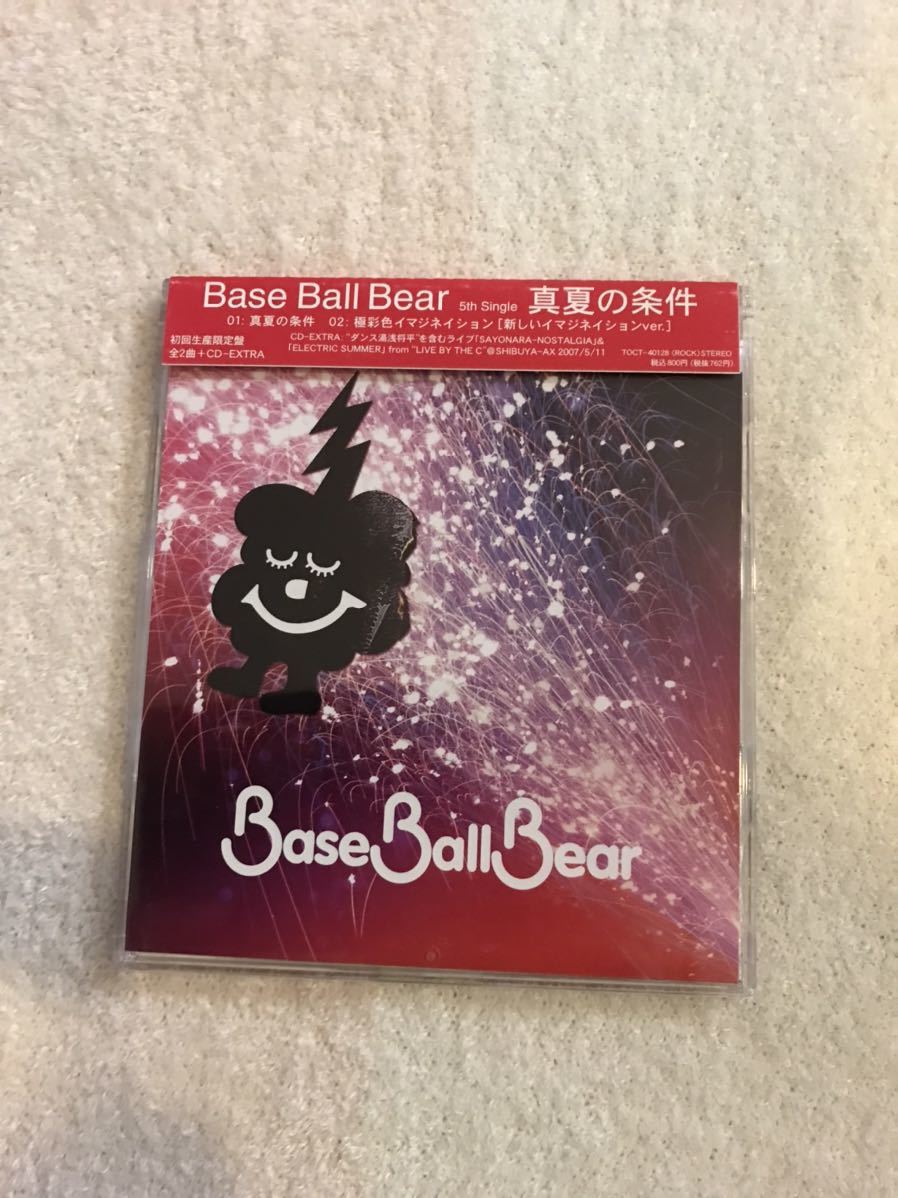 Base Ball Bear 5th Single 真夏の条件
01: 真夏の条件 02: 極彩色イマジネイション [新しいイマジネイションver.]
初回生産限定盤
全2曲+CD-EXTRA
CD-EXTRA: "ダンス湯浅将平"を含むライブ「SAYONARA-NOSTALGIA」&
「ELECTRIC SUMMER」 from "LIVE BY THE C"@SHIBUYA-AX 2007/5/11
TOCT-40128 (ROCK) STEREO
税込800円 (税抜762円)
BaseBallBear